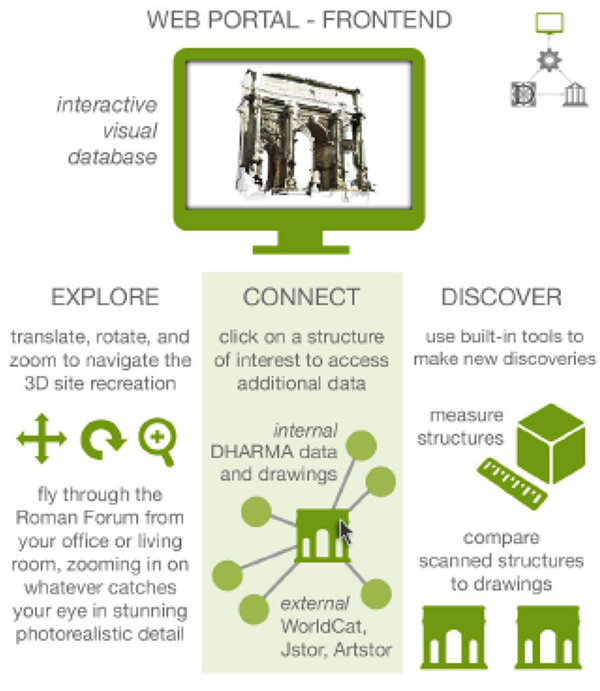 WEB PORTAL - FRONTEND
interactive
visual
database
EXPLORE
translate, rotate, and
zoom to navigate the
3D site recreation
fly through the
Roman Forum from
your office or living
room, zooming in on
whatever catches
your eye in stunning
photorealistic detail
CONNECT
click on a structure
of interest to access
additional data
internal
DHARMA data
and drawings
external
WorldCat,
Jstor, Artstor
DISCOVER
use built-in tools to
make new discoveries
measure
structures
compare
scanned structures
to drawings